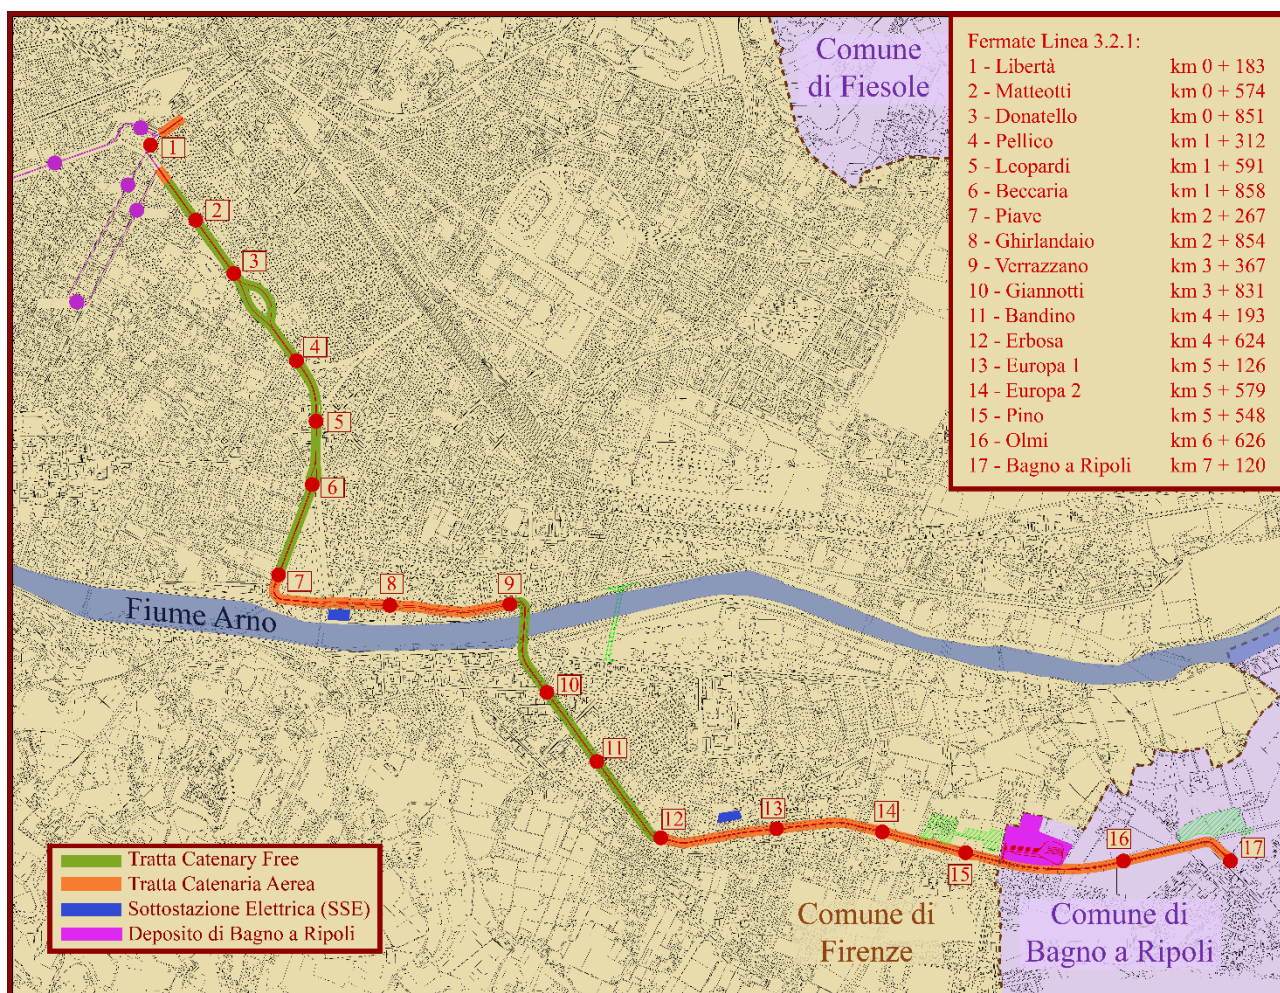 Comune
di Fiesole
Fermate Linea 3.2.1:
1 - Libertà km 0 + 183
2 - Matteotti km 0 + 574
3 - Donatello km 0 + 851
4 - Pellico km 1 + 312
5 - Leopardi km 1 + 591
6 - Beccaria km 1 + 858
7 - Piave km 2 + 267
8 - Ghirlandaio km 2 + 854
9 - Verrazzano km 3 + 367
10 - Giannotti km 3 + 831
11 - Bandino km 4 + 193
12 - Erbosa km 4 + 624
13 - Europa 1 km 5 + 126
14 - Europa 2 km 5 + 579
15 - Pino km 5 + 548
16 - Olmi km 6 + 626
17 - Bagno a Ripoli km 7 + 120
1
2
3
4
5
6
7
8
9
Fiume Arno
10
11
12
13
14
15
16
17
Tratta Catenary Free
Tratta Catenaria Aerea
Sottostazione Elettrica (SSE)
Deposito di Bagno a Ripoli
Comune di
Firenze
Comune di
Bagno a Ripoli